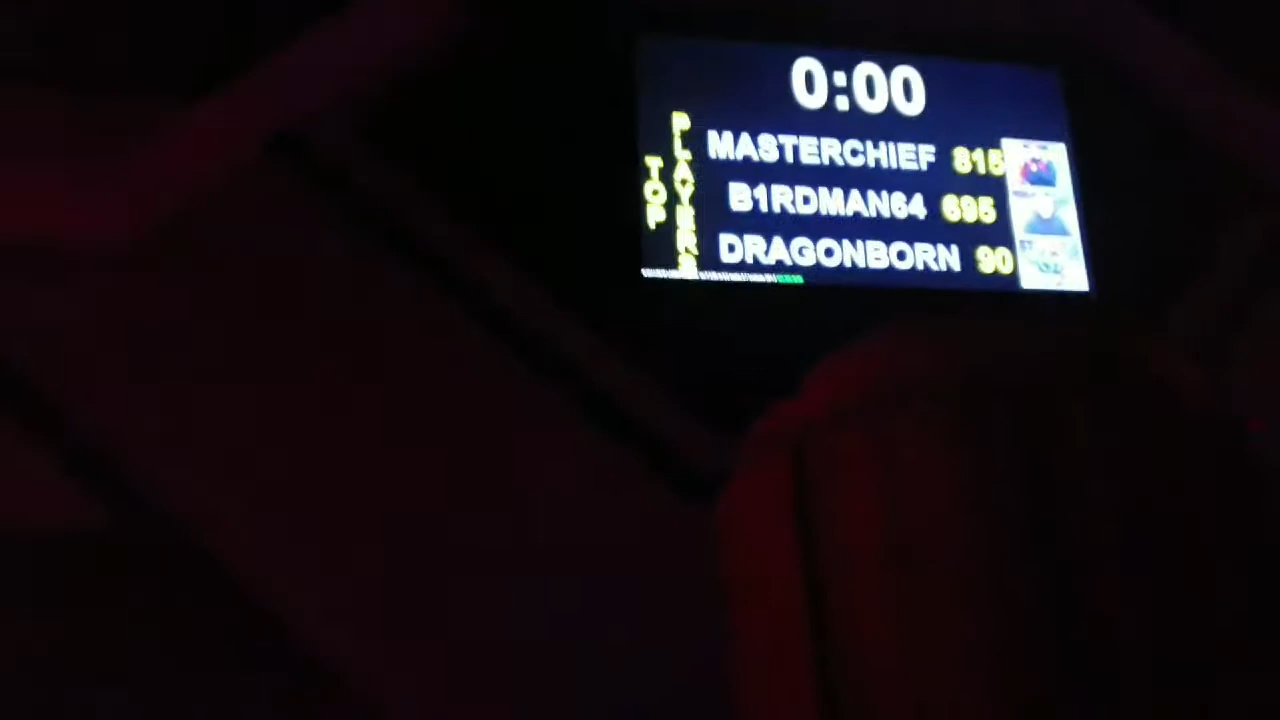 0:00
TOP
PLAYERS
MASTERCHIEF 815
B1RDMAN64 695
DRAGONBORN 90